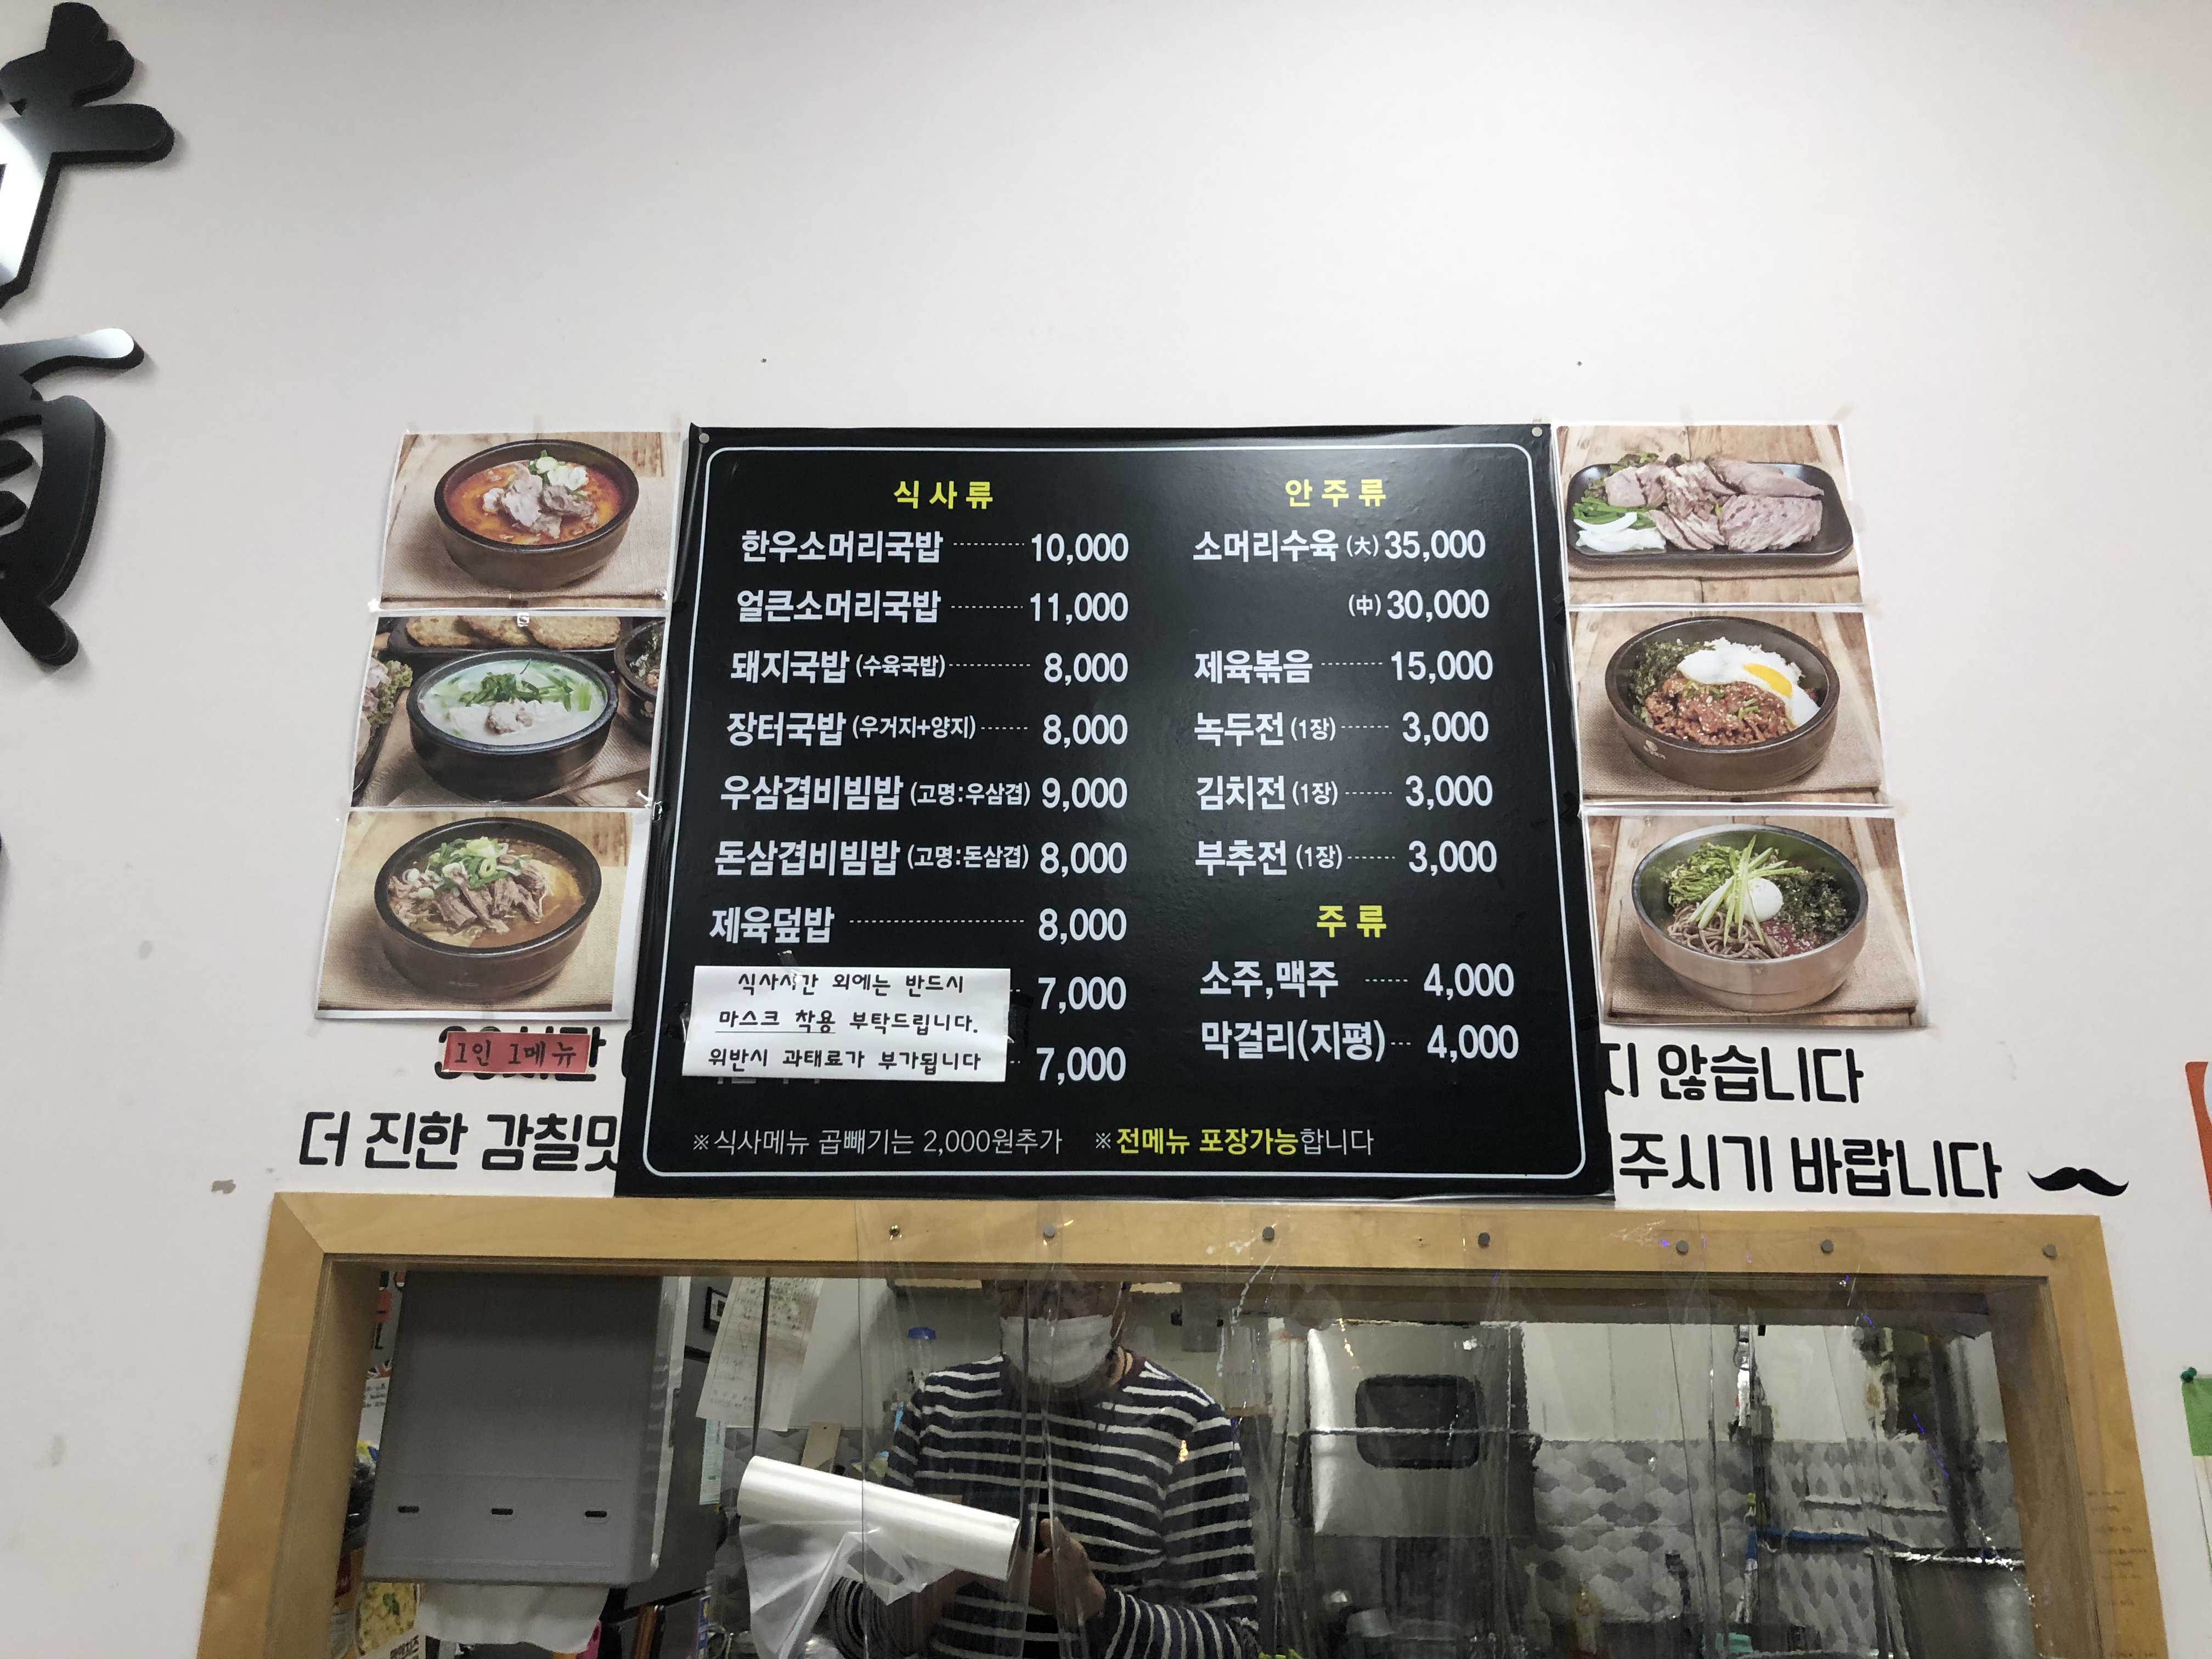 식사류
한우소머리국밥 10,000
얼큰소머리국밥 11,000
돼지국밥 (수육국밥) 8,000
장터국밥 (우거지+양지) 8,000
우삼겹비빔밥 (고명:우삼겹) 9,000
돈삼겹비빔밥 (고명:돈삼겹) 8,000
제육덮밥 8,000
7,000
7,000
식사시간 외에는 반드시
마스크 착용 부탁드립니다.
위반시 과태료가 부가됩니다
안주류
소머리수육 (大) 35,000
(中) 30,000
제육볶음 15,000
녹두전 (1장) 3,000
김치전 (1장) 3,000
부추전 (1장) 3,000
주류
소주,맥주 4,000
막걸리(지평) 4,000
※식사메뉴 곱빼기는 2,000원추가 ※전메뉴 포장가능합니다
1인 1메뉴
지 않습니다
더 진한 감칠맛
주시기 바랍니다